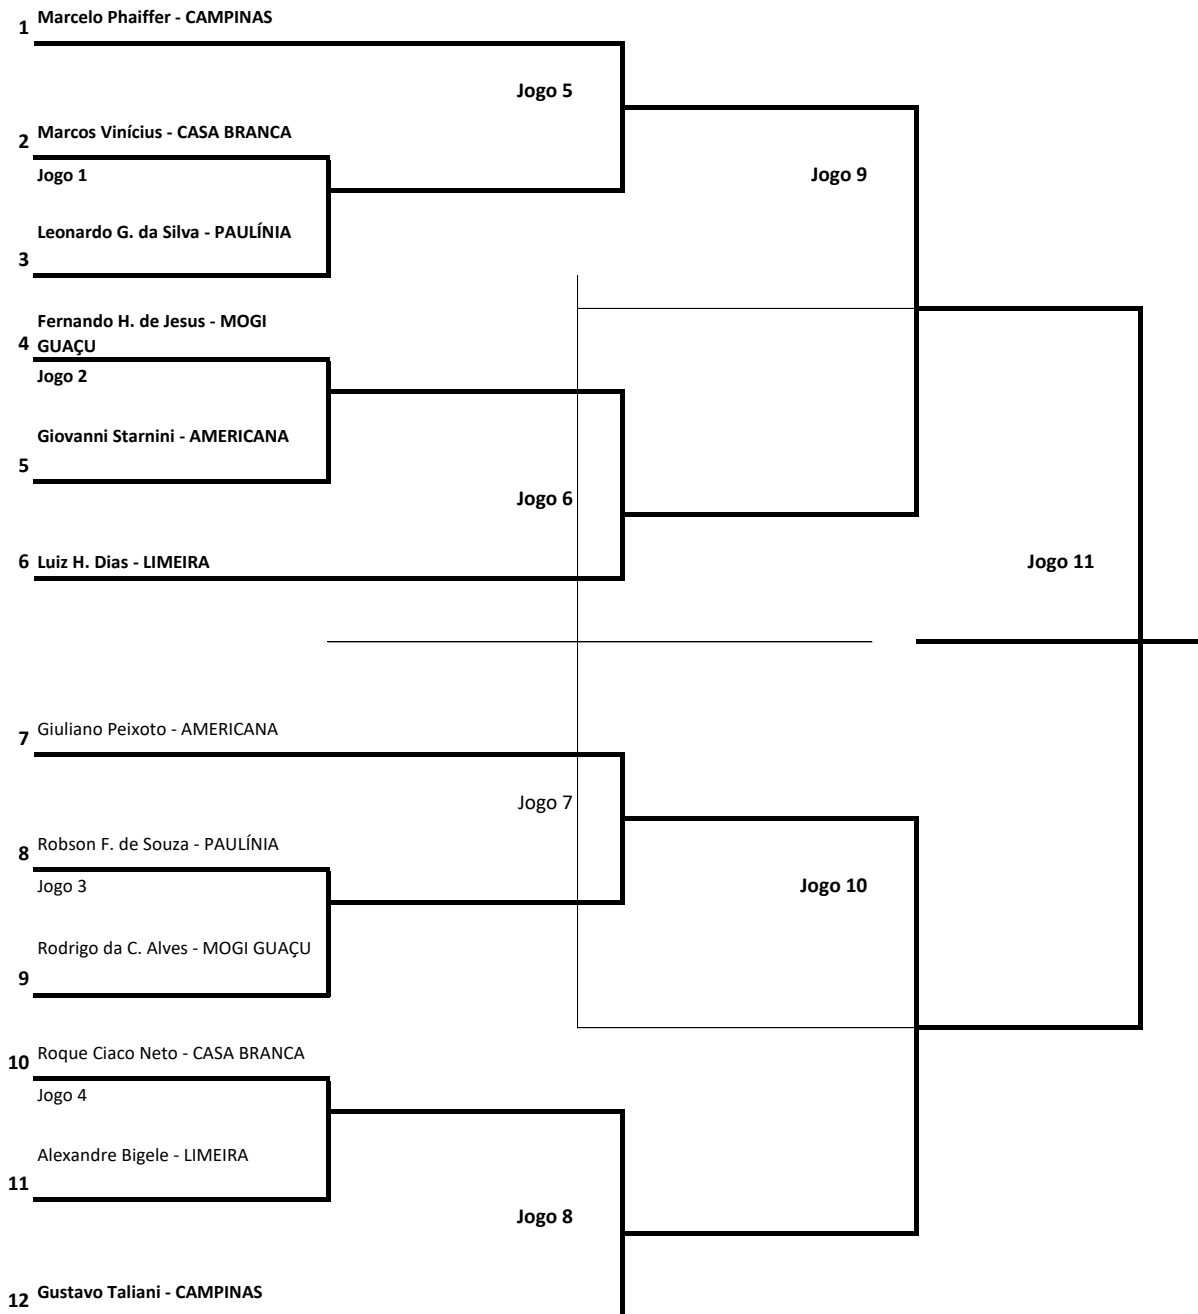 Marcelo Phaiffer - CAMPINAS
1
Jogo 5
Marcos Vinícius - CASA BRANCA
2
Jogo 1
Jogo 9
Leonardo G. da Silva - PAULÍNIA
3
Fernando H. de Jesus - MOGI
4 GUAÇU
Jogo 2
Giovanni Starnini - AMERICANA
5
Jogo 6
6 Luiz H. Dias - LIMEIRA
Jogo 11
Giuliano Peixoto - AMERICANA
7
Jogo 7
Robson F. de Souza - PAULÍNIA
8
Jogo 3
Jogo 10
Rodrigo da C. Alves - MOGI GUAÇU
9
Roque Ciaco Neto - CASA BRANCA
10
Jogo 4
Alexandre Bigele - LIMEIRA
11
Jogo 8
Gustavo Taliani - CAMPINAS
12